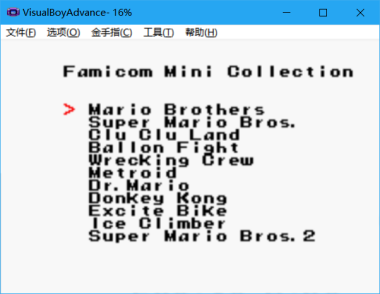 VisualBoyAdvance- 16%
文件(F) 选项(O) 金手指(C) 工具(T) 帮助(H)
Famicom Mini Collection
> Mario Brothers
Super Mario Bros.
Clu Clu Land
Ballon Fight
Wrecking Crew
Metroid
Dr.Mario
Donkey Kong
Excite Bike
Ice Climber
Super Mario Bros.2